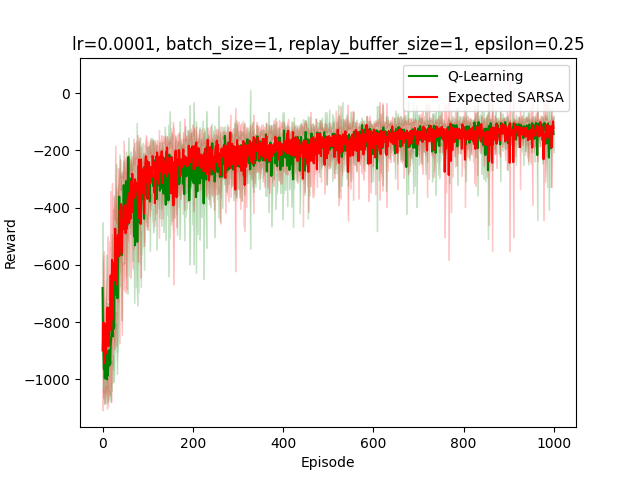 lr=0.0001, batch_size=1, replay_buffer_size=1, epsilon=0.25
Q-Learning
Expected SARSA
0
−200
−400
−600
−800
−1000
Reward
0
200
400
600
800
1000
Episode